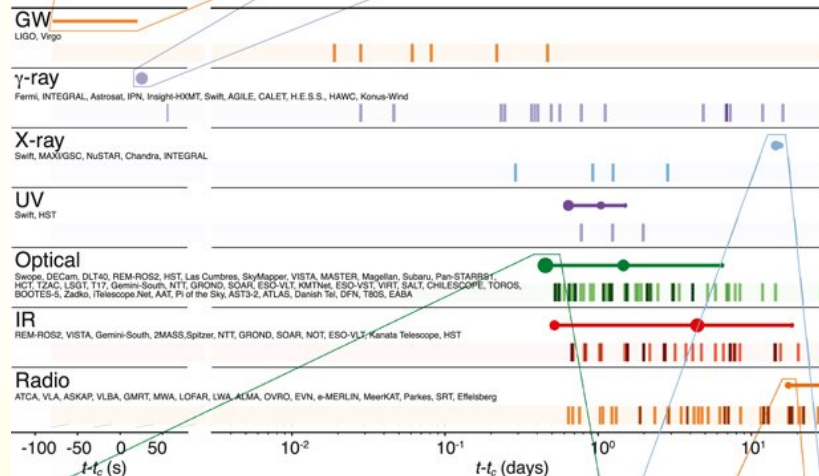 GW
LIGO, Virgo
γ-ray
Fermi, INTEGRAL, Astrosat, IPN, Insight-HXMT, Swift, AGILE, CALET, H.E.S.S., HAWC, Konus-Wind
X-ray
Swift, MAXI/GSC, NuSTAR, Chandra, INTEGRAL
UV
Swift, HST
Optical
Swope, DECam, DLT40, REM-ROS2, HST, Las Cumbres, SkyMapper, VISTA, MASTER, Magellan, Subaru, Pan-STARRS1,
HCT, TZAC, LSGT, T17, Gemini-South, NTT, GROND, SOAR, ESO-VLT, KMTNet, ESO-VST, VIRT, SALT, CHILESCOPE, TOROS,
BOOTES-5, Zadko, iTelescope.Net, AAT, Pi of the Sky, AST3-2, ATLAS, Danish Tel, DFN, T80S, EABA
IR
REM-ROS2, VISTA, Gemini-South, 2MASS,Spitzer, NTT, GROND, SOAR, NOT, ESO-VLT, Kanata Telescope, HST
Radio
ATCA, VLA, ASKAP, VLBA, GMRT, MWA, LOFAR, LWA, ALMA, OVRO, EVN, e-MERLIN, MeerKAT, Parkes, SRT, Effelsberg
-100 -50 0 50 10⁻² 10⁻¹ 10⁰ 10¹
t-t_c (s) t-t_c (days)